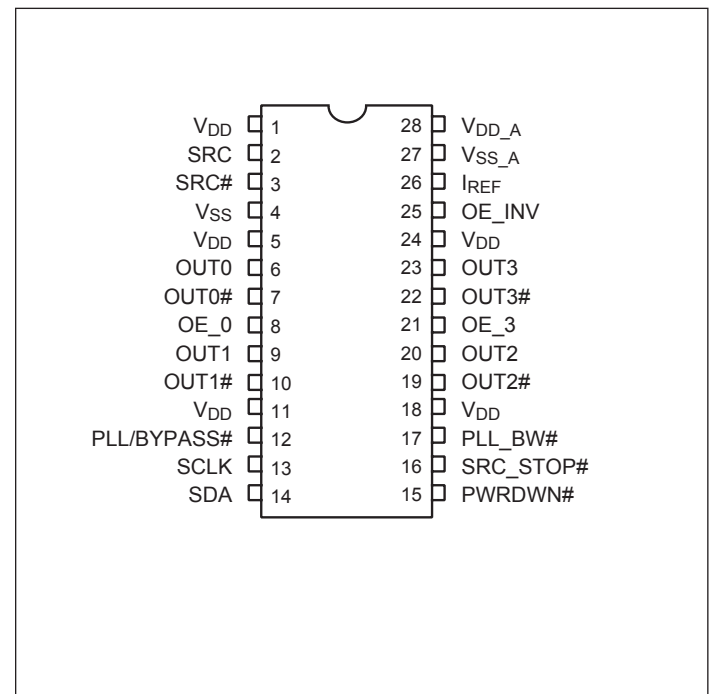 VDD 1 28 VDD_A
SRC 2 27 VSS_A
SRC# 3 26 IREF
VSS 4 25 OE_INV
VDD 5 24 VDD
OUT0 6 23 OUT3
OUT0# 7 22 OUT3#
OE_0 8 21 OE_3
OUT1 9 20 OUT2
OUT1# 10 19 OUT2#
VDD 11 18 VDD
PLL/BYPASS# 12 17 PLL_BW#
SCLK 13 16 SRC_STOP#
SDA 14 15 PWRDWN#